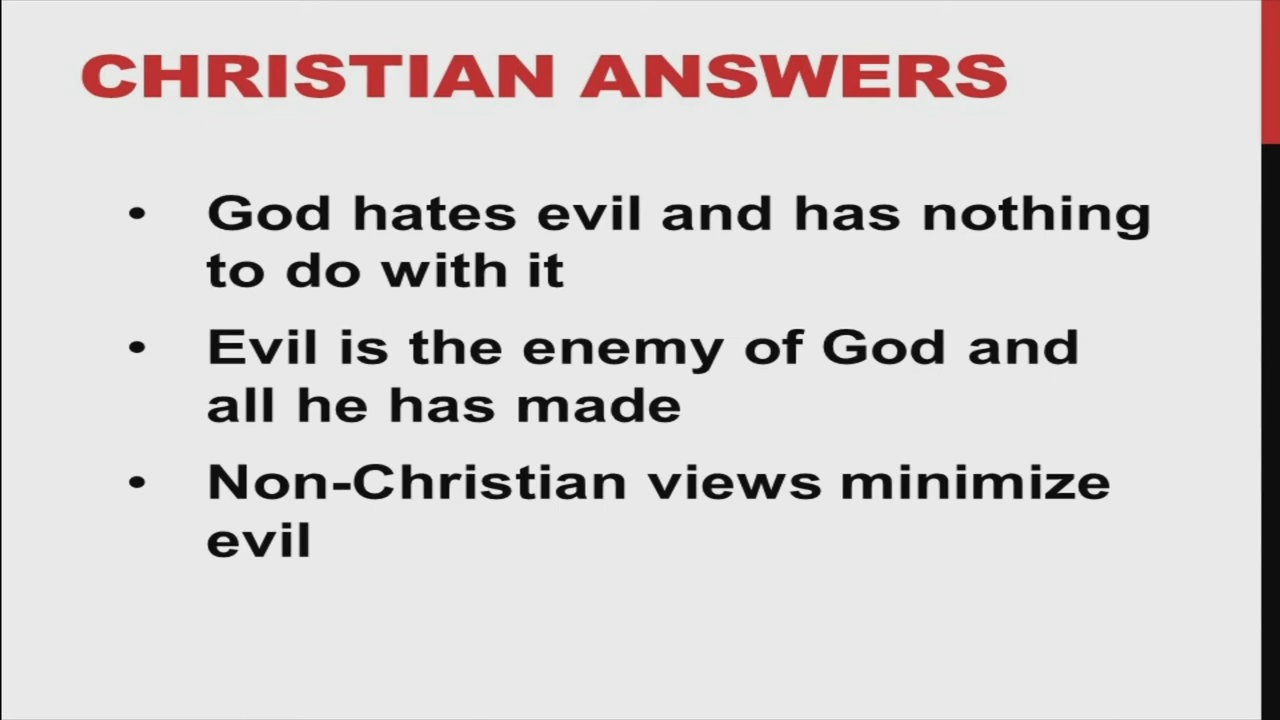 CHRISTIAN ANSWERS
• God hates evil and has nothing
to do with it
• Evil is the enemy of God and
all he has made
• Non-Christian views minimize
evil